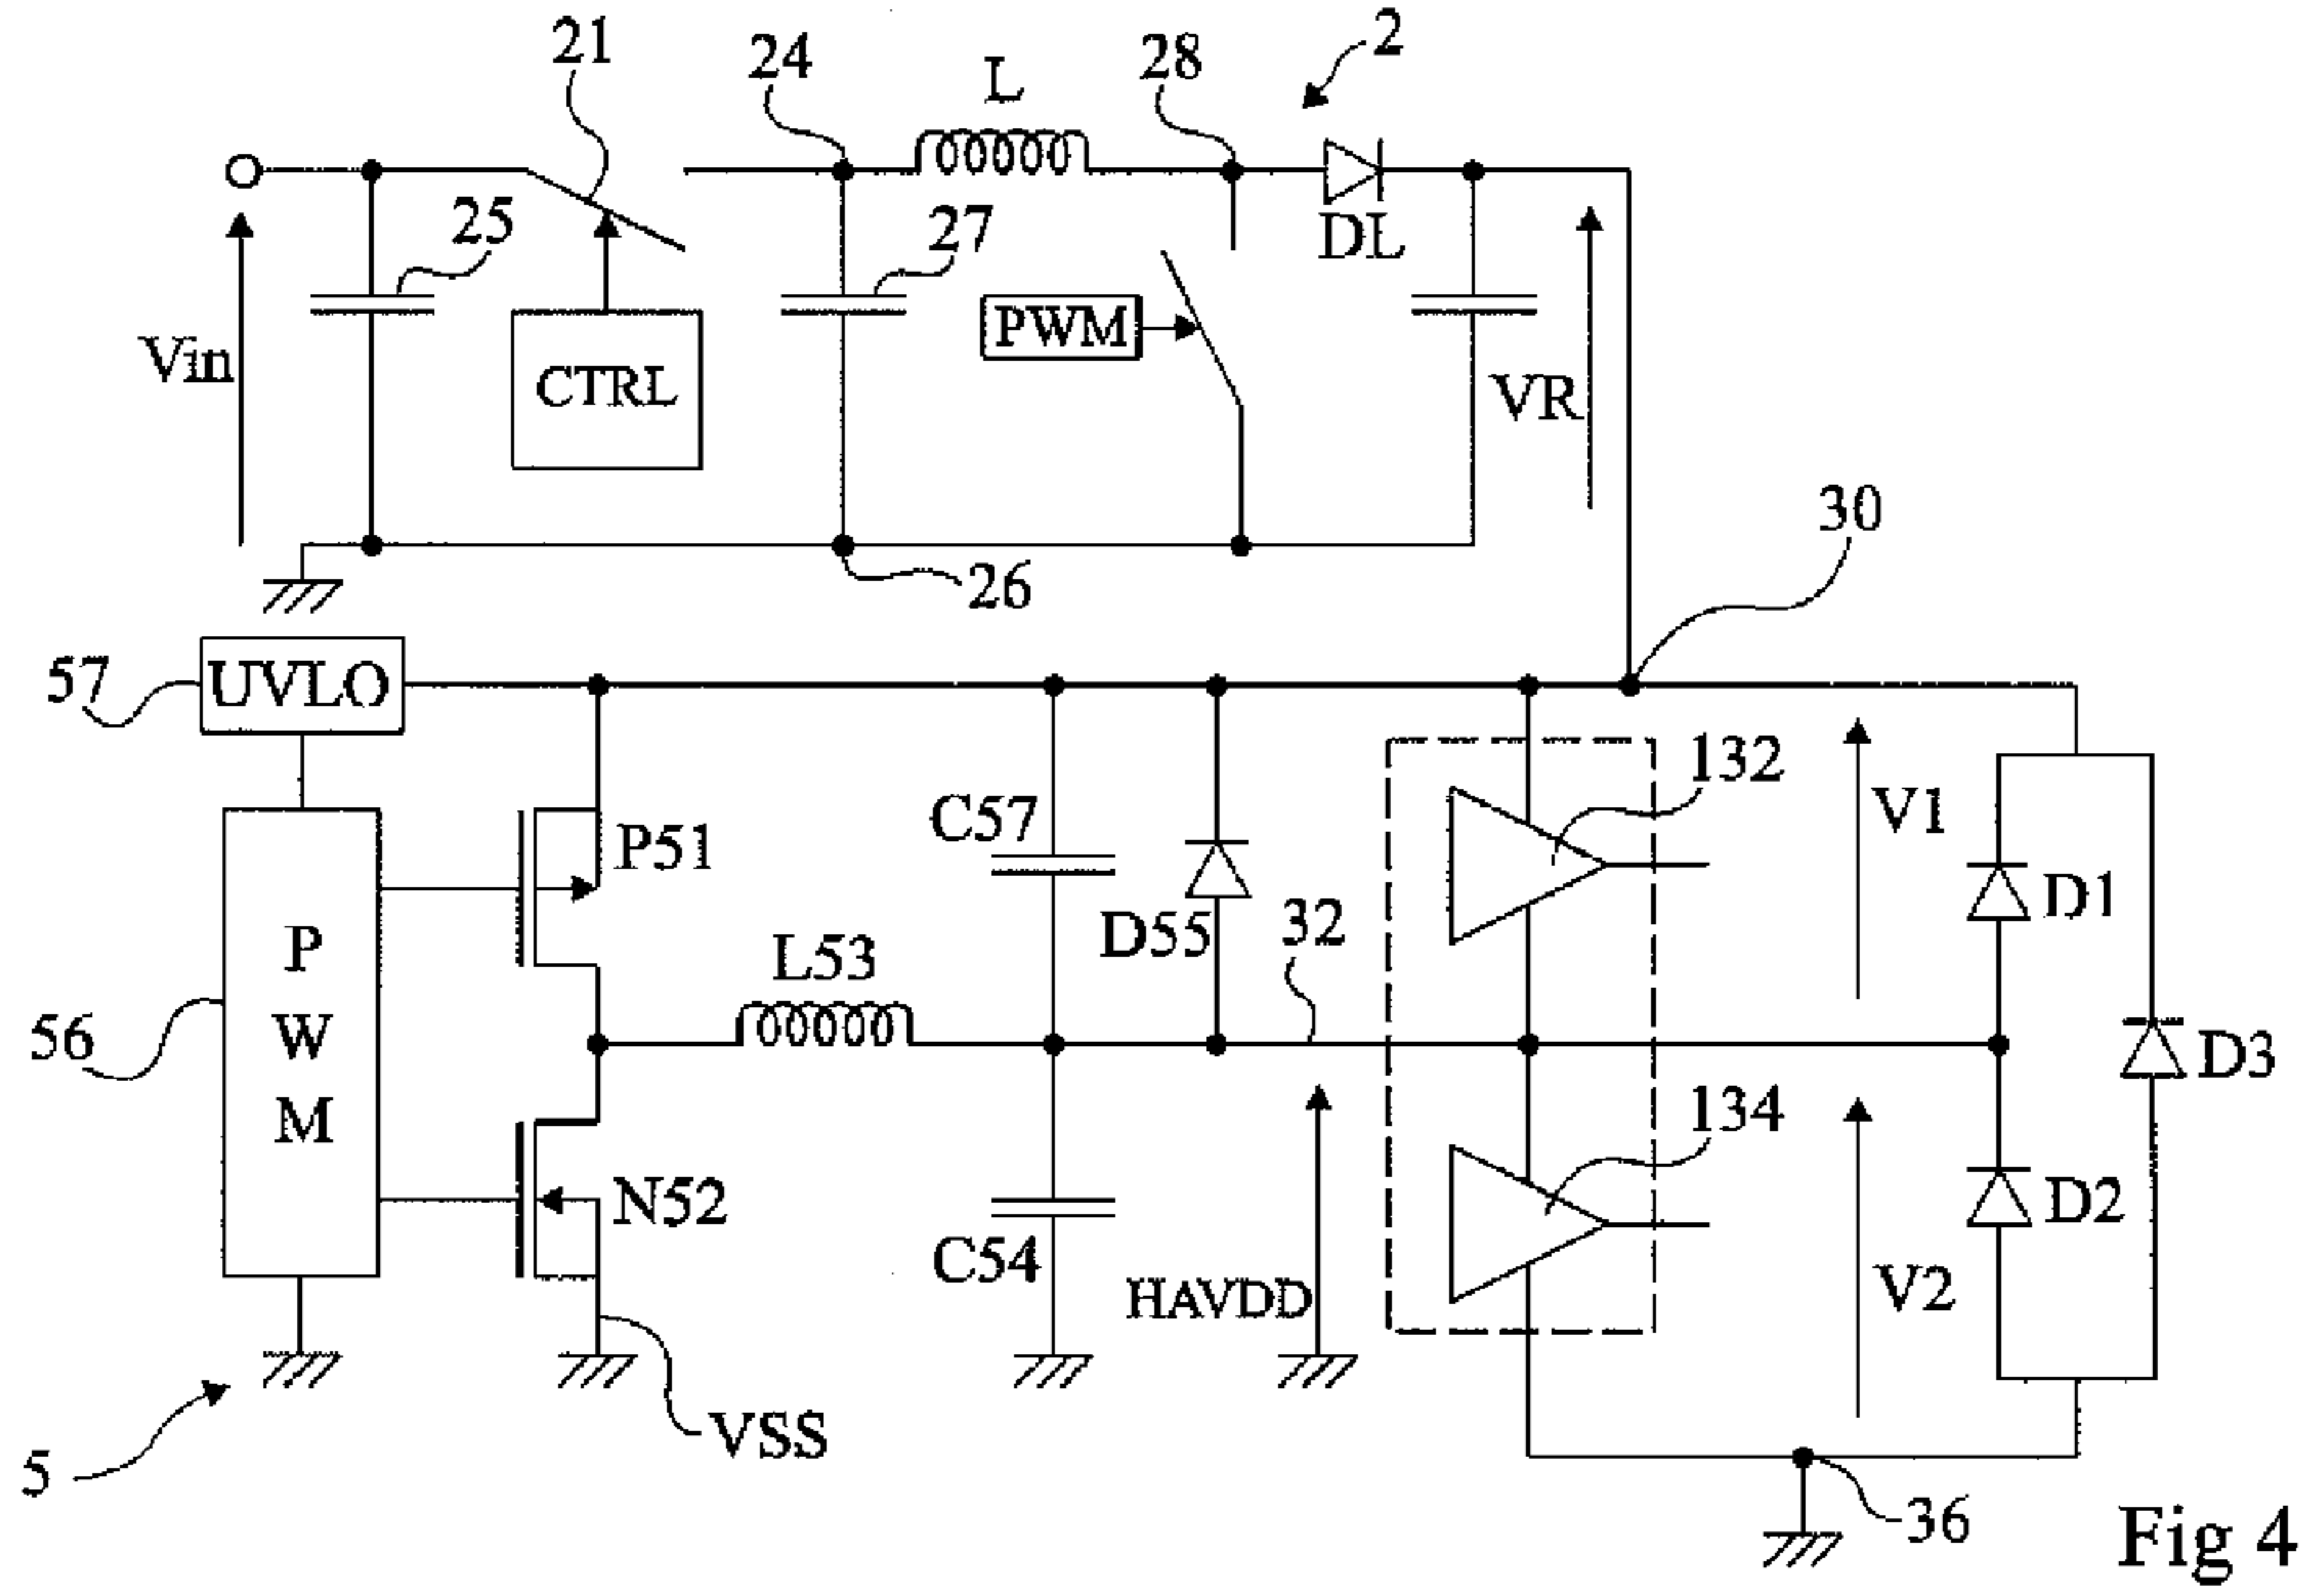 21
24
L
28
2
25
27
DL
Vin
CTRL
PWM
VR
30
26
57
UVLO
132
C57
P51
V1
D1
D55
32
L53
P
W
M
56
D3
134
N52
D2
C54
HAVDD
V2
VSS
5
36
Fig 4